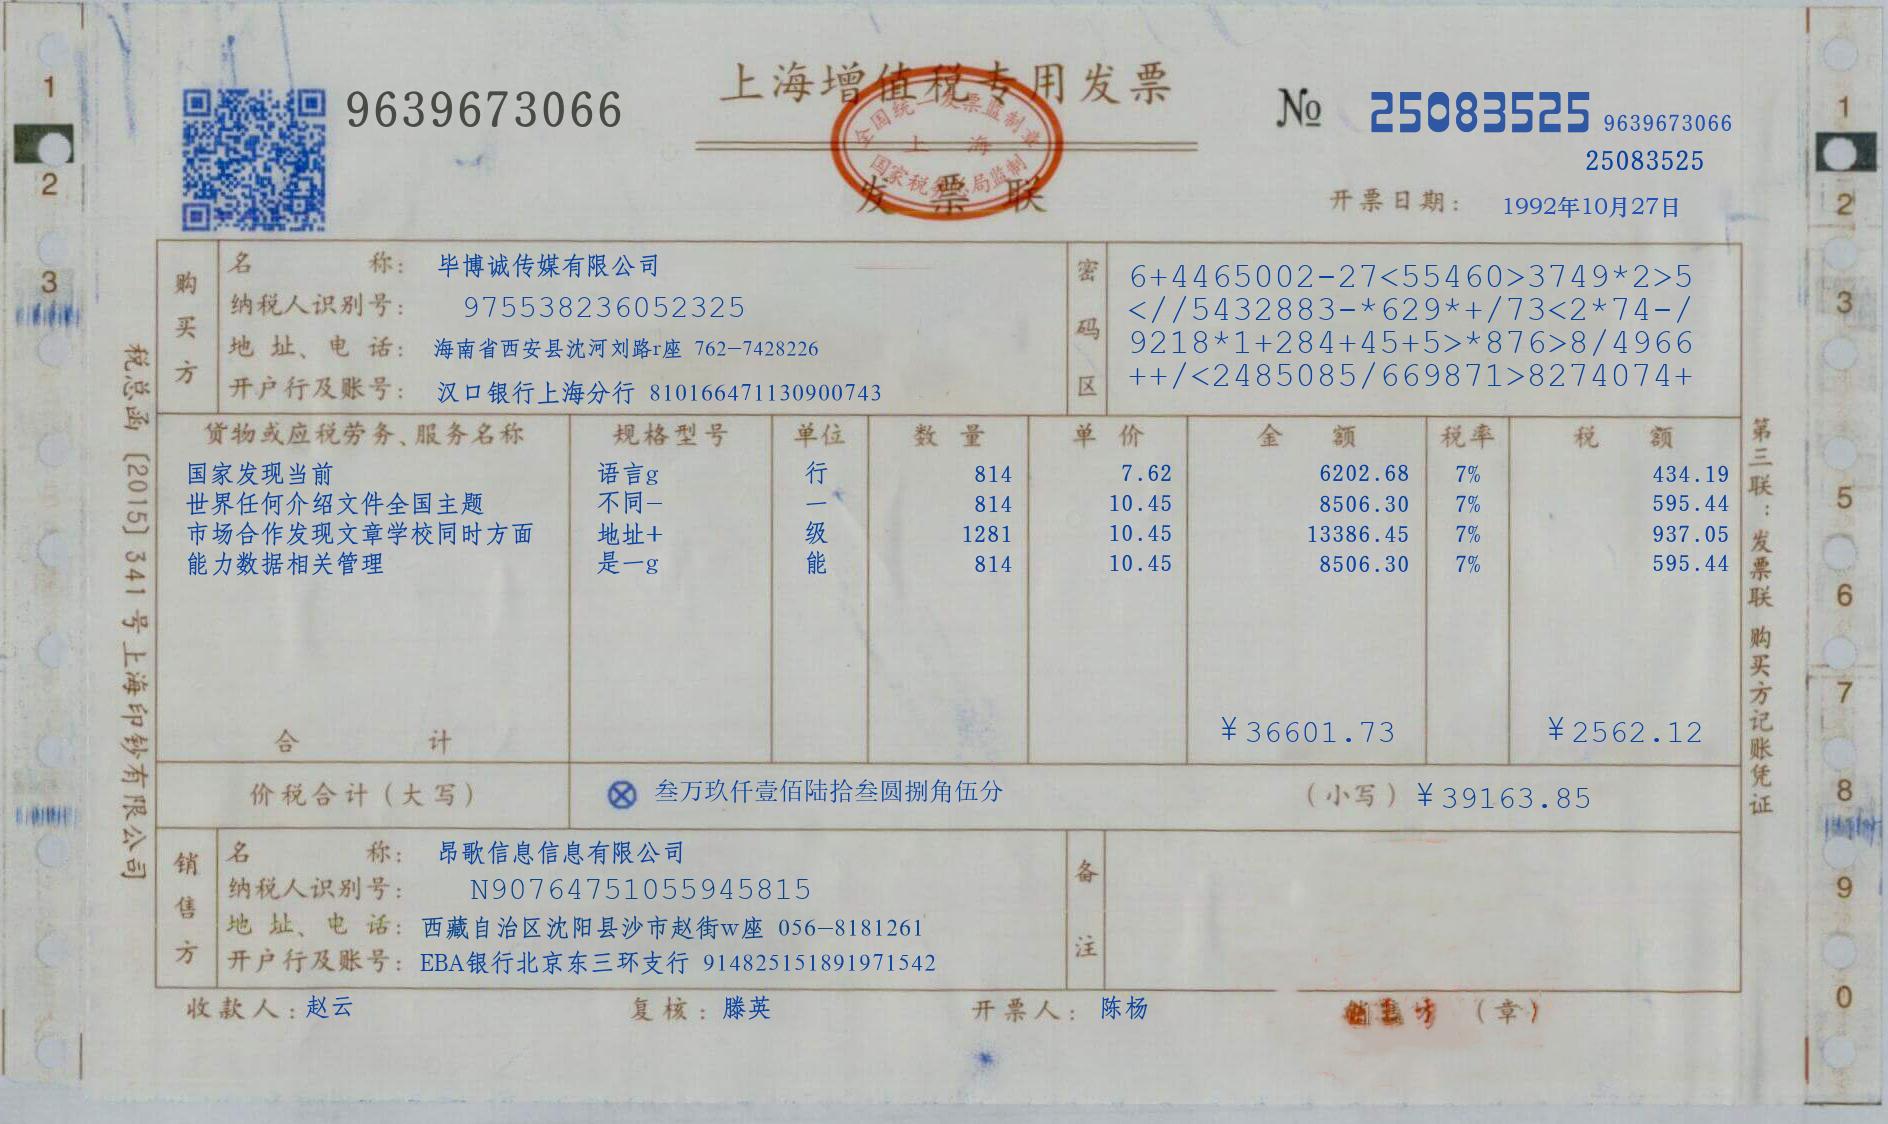 上海增值税专用发票
发票联
全国统一发票监制章
上海
国家税务总局监制
9639673066
№ 25083525 9639673066
25083525
开票日期: 1992年10月27日
购买方
名称: 毕博诚传媒有限公司
纳税人识别号: 975538236052325
地址、电话: 海南省西安县沈河刘路r座 762-7428226
开户行及账号: 汉口银行上海分行 810166471130900743
密码区
6+4465002-27<55460>3749*2>5
<//5432883-*629*+/73<2*74-/
9218*1+284+45+5>*876>8/4966
++/<2485085/669871>8274074+
货物或应税劳务、服务名称 规格型号 单位 数量 单价 金额 税率 税额
国家发现当前 语言g 行 814 7.62 6202.68 7% 434.19
世界任何介绍文件全国主题 不同- 一 814 10.45 8506.30 7% 595.44
市场合作发现文章学校同时方面 地址+ 级 1281 10.45 13386.45 7% 937.05
能力数据相关管理 是一g 能 814 10.45 8506.30 7% 595.44
合计 ¥36601.73 ¥2562.12
价税合计(大写) ⊗ 叁万玖仟壹佰陆拾叁圆捌角伍分 (小写) ¥39163.85
销售方
名称: 昂歌信息信息有限公司
纳税人识别号: N90764751055945815
地址、电话: 西藏自治区沈阳县沙市赵街w座 056-8181261
开户行及账号: EBA银行北京东三环支行 914825151891971542
备注
收款人: 赵云 复核: 滕英 开票人: 陈杨 (章)
税总函[2015]341号上海印钞有限公司
第三联:发票联 购买方记账凭证
1
2
3
1
2
3
5
6
7
8
9
0